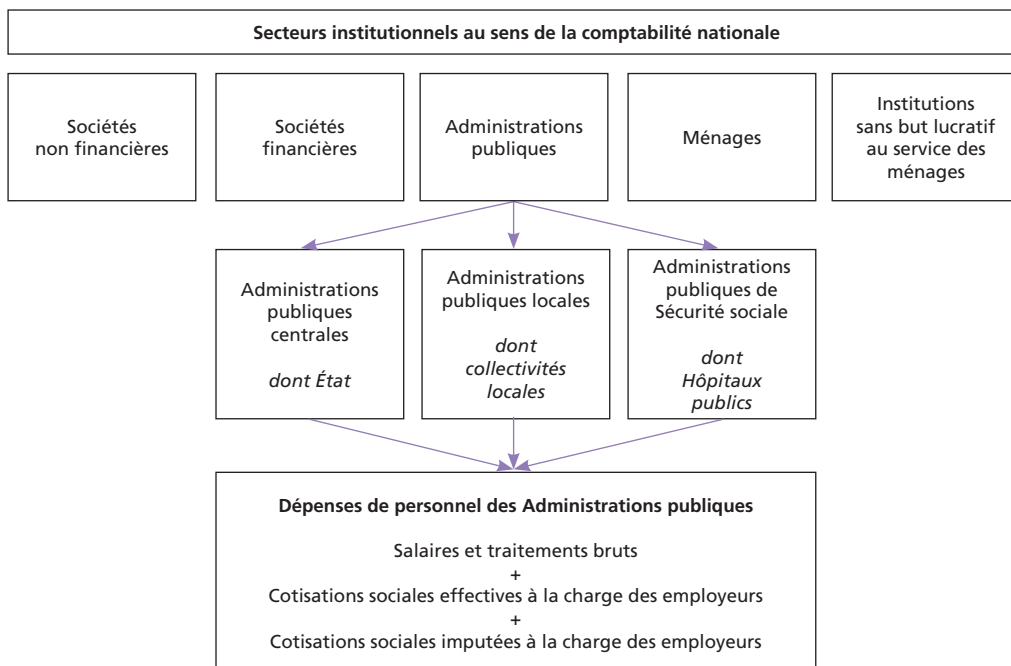 Secteurs institutionnels au sens de la comptabilité nationale
Sociétés
non financières
Sociétés
financières
Administrations
publiques
Ménages
Institutions
sans but lucratif
au service des
ménages
Administrations
publiques
centrales
dont État
Administrations
publiques locales
dont
collectivités
locales
Administrations
publiques de
Sécurité sociale
dont
Hôpitaux
publics
Dépenses de personnel des Administrations publiques
Salaires et traitements bruts
+
Cotisations sociales effectives à la charge des employeurs
+
Cotisations sociales imputées à la charge des employeurs